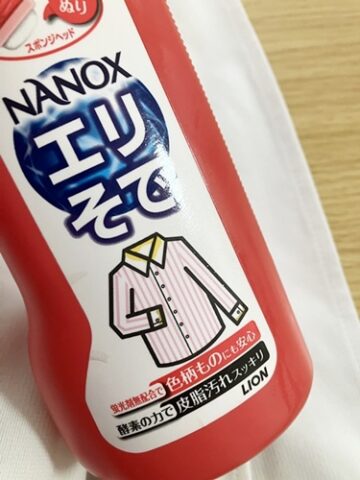 ぬり
スポンジヘッド
NANOX
エリ
そで
蛍光剤無配合で色柄ものにも安心
酵素の力で皮脂汚れスッキリ
LION